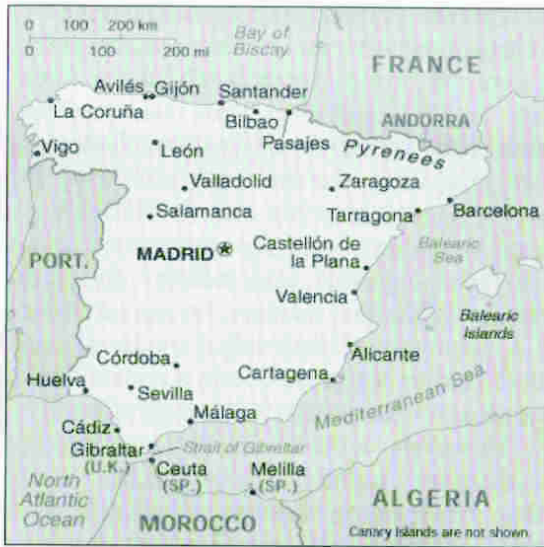 0 100 200 km
0 100 200 mi
Bay of
Biscay
FRANCE
Avilés
Gijón
Santander
La Coruña
Bilbao
ANDORRA
Pasajes
Pyrenees
Vigo
León
Valladolid
Zaragoza
Salamanca
Tarragona
Barcelona
MADRID
Castellón de
la Plana
Balearic
Sea
PORT.
Valencia
Balearic
Islands
Alicante
Córdoba
Cartagena
Huelva
Sevilla
Mediterranean Sea
Málaga
Cádiz
Gibraltar
(U.K.)
Strait of Gibraltar
Ceuta
(SP.)
Melilla
(SP.)
North
Atlantic
Ocean
ALGERIA
MOROCCO
Canary Islands are not shown.